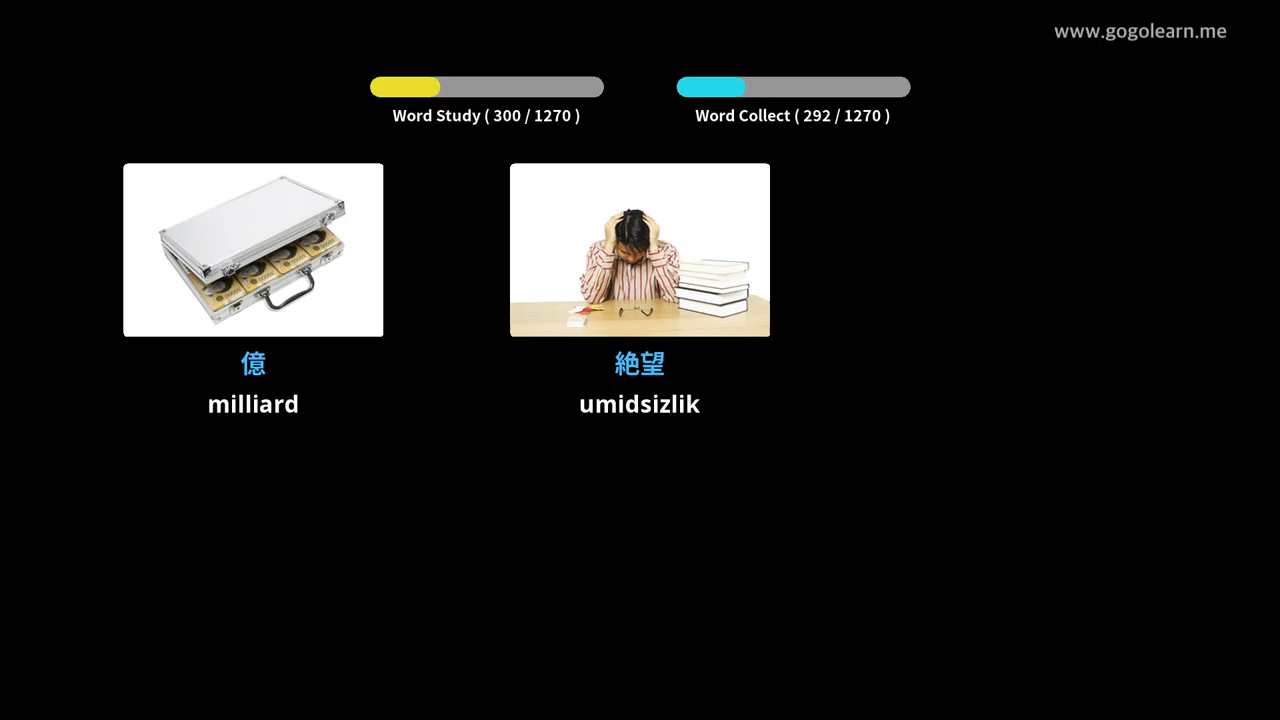 www.gogolearn.me
Word Study ( 300 / 1270 )
Word Collect ( 292 / 1270 )
億
milliard
絶望
umidsizlik